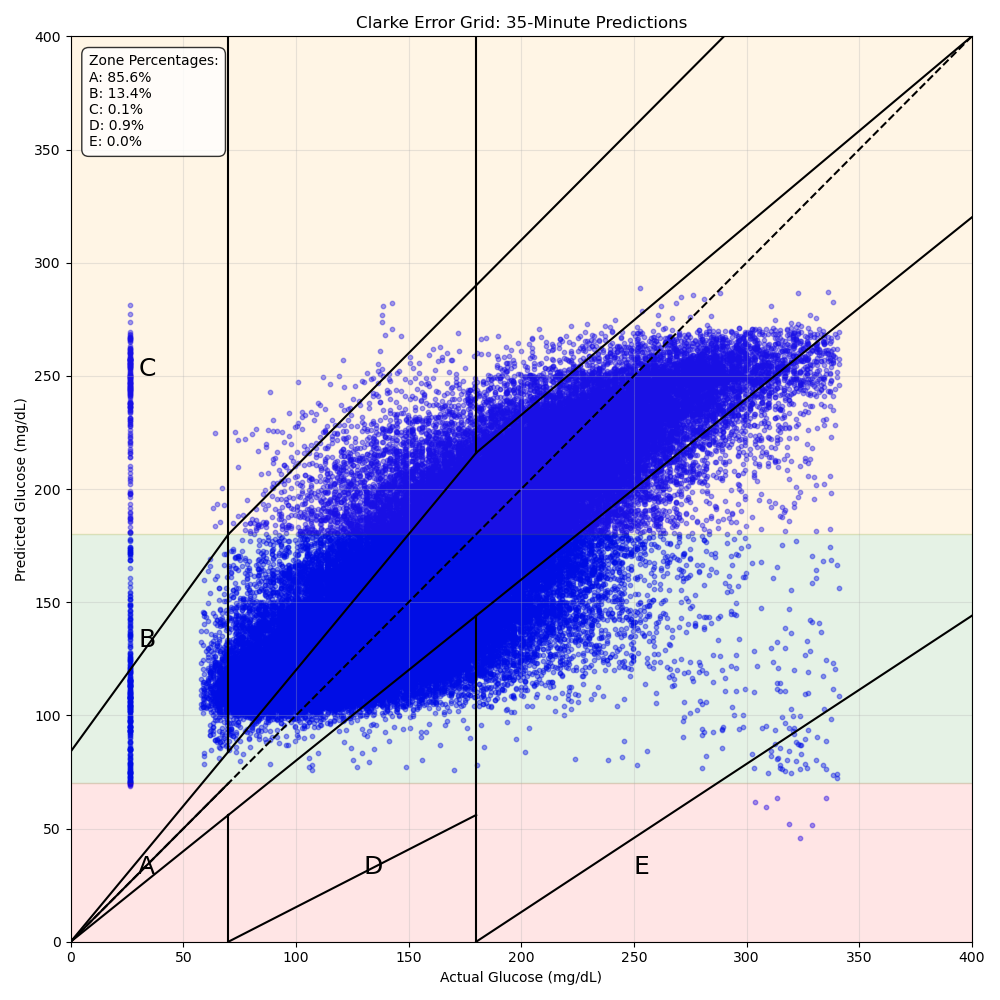 Clarke Error Grid: 35-Minute Predictions
Zone Percentages:
A: 85.6%
B: 13.4%
C: 0.1%
D: 0.9%
E: 0.0%
400
350
300
250
200
150
100
50
0
Predicted Glucose (mg/dL)
C
B
A
D
E
0
50
100
150
200
250
300
350
400
Actual Glucose (mg/dL)